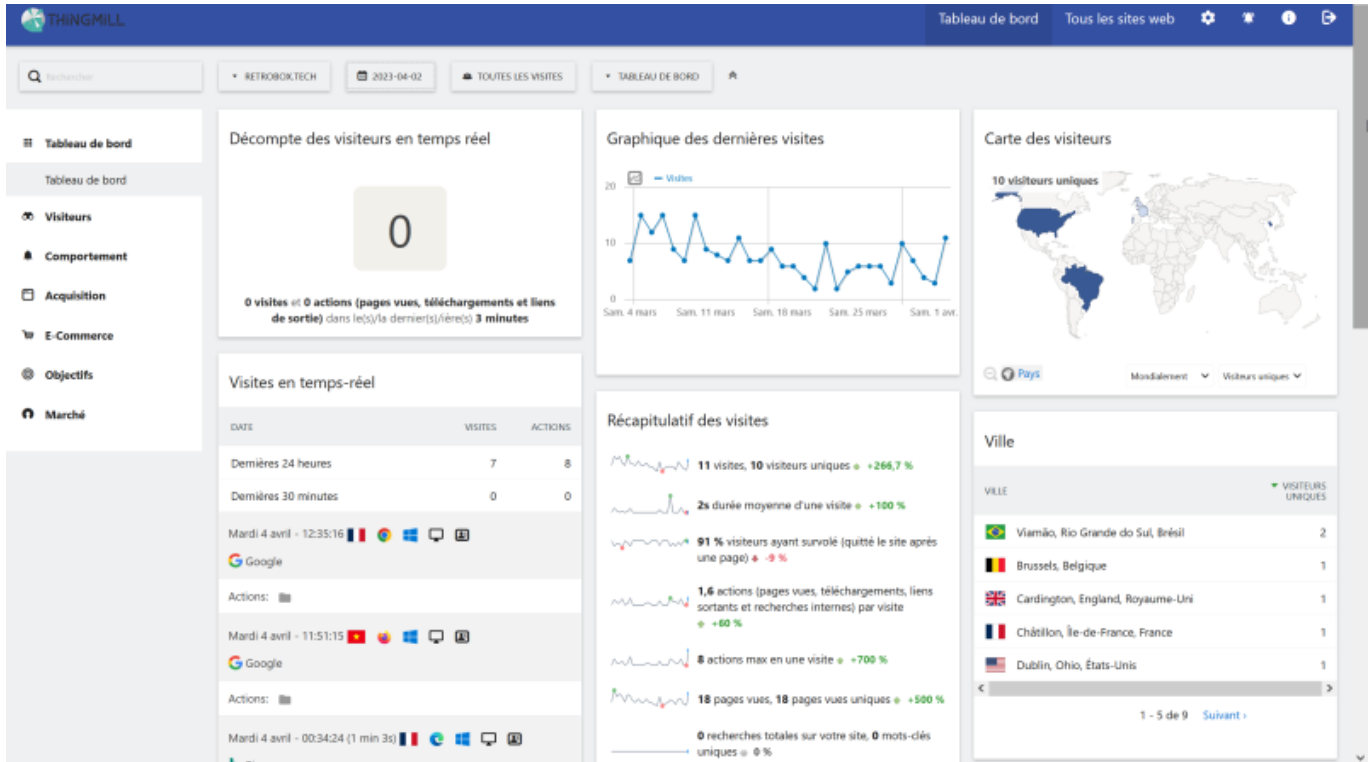 THINGMILL
Tableau de bord
Tous les sites web
Rechercher
RETROBOX.TECH
2023-04-02
TOUTES LES VISITES
TABLEAU DE BORD
Tableau de bord
Tableau de bord
Visiteurs
Comportement
Acquisition
E-Commerce
Objectifs
Marché
Décompte des visiteurs en temps réel
0
0 visites et 0 actions (pages vues, téléchargements et liens
de sortie) dans le(s)/la dernier(s)/ière(s) 3 minutes
Visites en temps-réel
DATE VISITES ACTIONS
Dernières 24 heures 7 8
Dernières 30 minutes 0 0
Mardi 4 avril - 12:35:16
Google
Actions:
Mardi 4 avril - 11:51:15
Google
Actions:
Mardi 4 avril - 00:34:24 (1 min 3s)
Graphique des dernières visites
Visites
20
10
0
Sam. 4 mars Sam. 11 mars Sam. 18 mars Sam. 25 mars Sam. 1 avr.
Récapitulatif des visites
11 visites, 10 visiteurs uniques +266,7 %
2s durée moyenne d'une visite +100 %
91 % visiteurs ayant survolé (quitté le site après
une page) -9 %
1,6 actions (pages vues, téléchargements, liens
sortants et recherches internes) par visite
+60 %
8 actions max en une visite +700 %
18 pages vues, 18 pages vues uniques +500 %
0 recherches totales sur votre site, 0 mots-clés
uniques 0 %
Carte des visiteurs
10 visiteurs uniques
Pays
Mondialement
Visiteurs uniques
Ville
VILLE VISITEURS
UNIQUES
Viamão, Rio Grande do Sul, Brésil 2
Brussels, Belgique 1
Cardington, England, Royaume-Uni 1
Châtillon, Île-de-France, France 1
Dublin, Ohio, États-Unis 1
1 - 5 de 9 Suivant ›